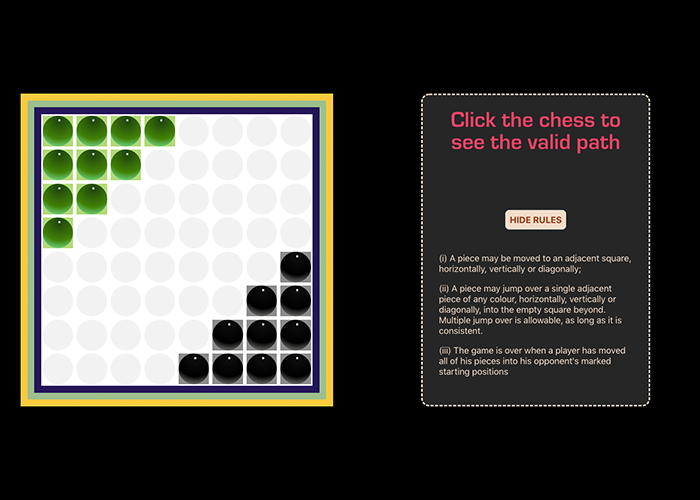 Click the chess to
see the valid path
HIDE RULES
(i) A piece may be moved to an adjacent square,
horizontally, vertically or diagonally;
(ii) A piece may jump over a single adjacent
piece of any colour, horizontally, vertically or
diagonally, into the empty square beyond.
Multiple jump over is allowable, as long as it is
consistent.
(iii) The game is over when a player has moved
all of his pieces into his opponent's marked
starting positions